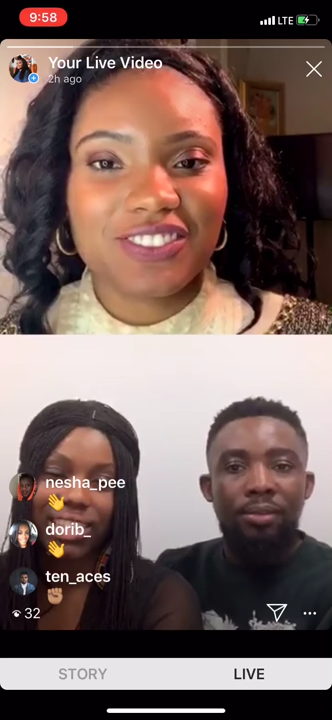 9:58
LTE
Your Live Video
2h ago
nesha_pee
dorib_
ten_aces
32
STORY
LIVE